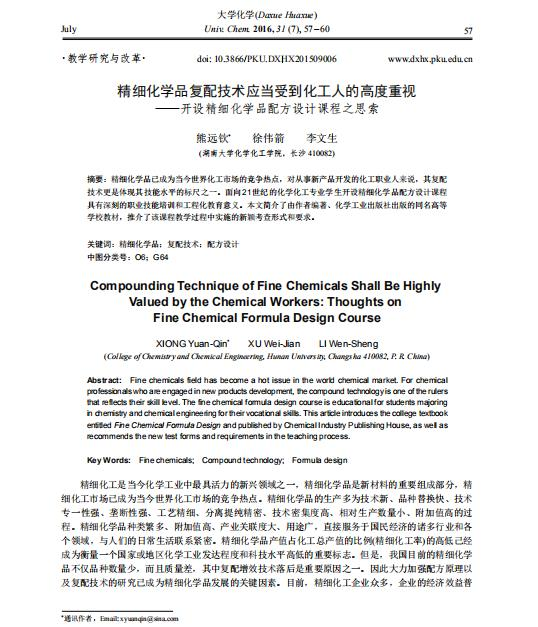 大学化学(Daxue Huaxue)
July
Univ. Chem. 2016, 31 (7), 57−60
57
·教学研究与改革·
doi: 10.3866/PKU.DXHX201509006
www.dxhx.pku.edu.cn
精细化学品复配技术应当受到化工人的高度重视
——开设精细化学品配方设计课程之思索
熊远钦* 徐伟箭 李文生
(湖南大学化学化工学院，长沙 410082)
摘要：精细化学品已成为当今世界化工市场的竞争热点，对从事新产品开发的化工职业人来说，其复配
技术更是体现其技能水平的标尺之一。面向21世纪的化学化工专业学生开设精细化学品配方设计课程
具有深刻的职业技能培训和工程化教育意义。本文简介了由作者编著、化学工业出版社出版的同名高等
学校教材，推介了该课程教学过程中实施的新颖考查形式和要求。
关键词：精细化学品；复配技术；配方设计
中图分类号：O6；G64
Compounding Technique of Fine Chemicals Shall Be Highly
Valued by the Chemical Workers: Thoughts on
Fine Chemical Formula Design Course
XIONG Yuan-Qin* XU Wei-Jian LI Wen-Sheng
(College of Chemistry and Chemical Engineering, Hunan University, Changsha 410082, P. R. China)
Abstract: Fine chemicals field has become a hot issue in the world chemical market. For chemical
professionals who are engaged in new products development, the compound technology is one of the rulers
that reflects their skill level. The fine chemical formula design course is educational for students majoring
in chemistry and chemical engineering for their vocational skills. This article introduces the college textbook
entitled Fine Chemical Formula Design and published by Chemical Industry Publishing House, as well as
recommends the new test forms and requirements in the teaching process.
Key Words: Fine chemicals; Compound technology; Formula design
精细化工是当今化学工业中最具活力的新兴领域之一，精细化学品是新材料的重要组成部分，精
细化工市场已成为当今世界化工市场的竞争热点。精细化学品的生产多为技术新、品种替换快、技术
专一性强、垄断性强、工艺精细、分离提纯精密、技术密集度高、相对生产数量小、附加值高的过
程。精细化学品种类繁多、附加值高、产业关联度大、用途广，直接服务于国民经济的诸多行业和各
个领域，与人们的日常生活联系紧密。精细化学品产值占化工总产值的比例(精细化工率)的高低已经
成为衡量一个国家或地区化学工业发达程度和科技水平高低的重要标志。但是，我国目前的精细化学
品不仅品种数量少，而且质量差，其中复配增效技术落后是重要原因之一。因此大力加强配方原理以
及复配技术的研究已成为精细化学品发展的关键因素。目前，精细化工企业众多，企业的经济效益普
*通讯作者，Email: xyuanqin@sina.com